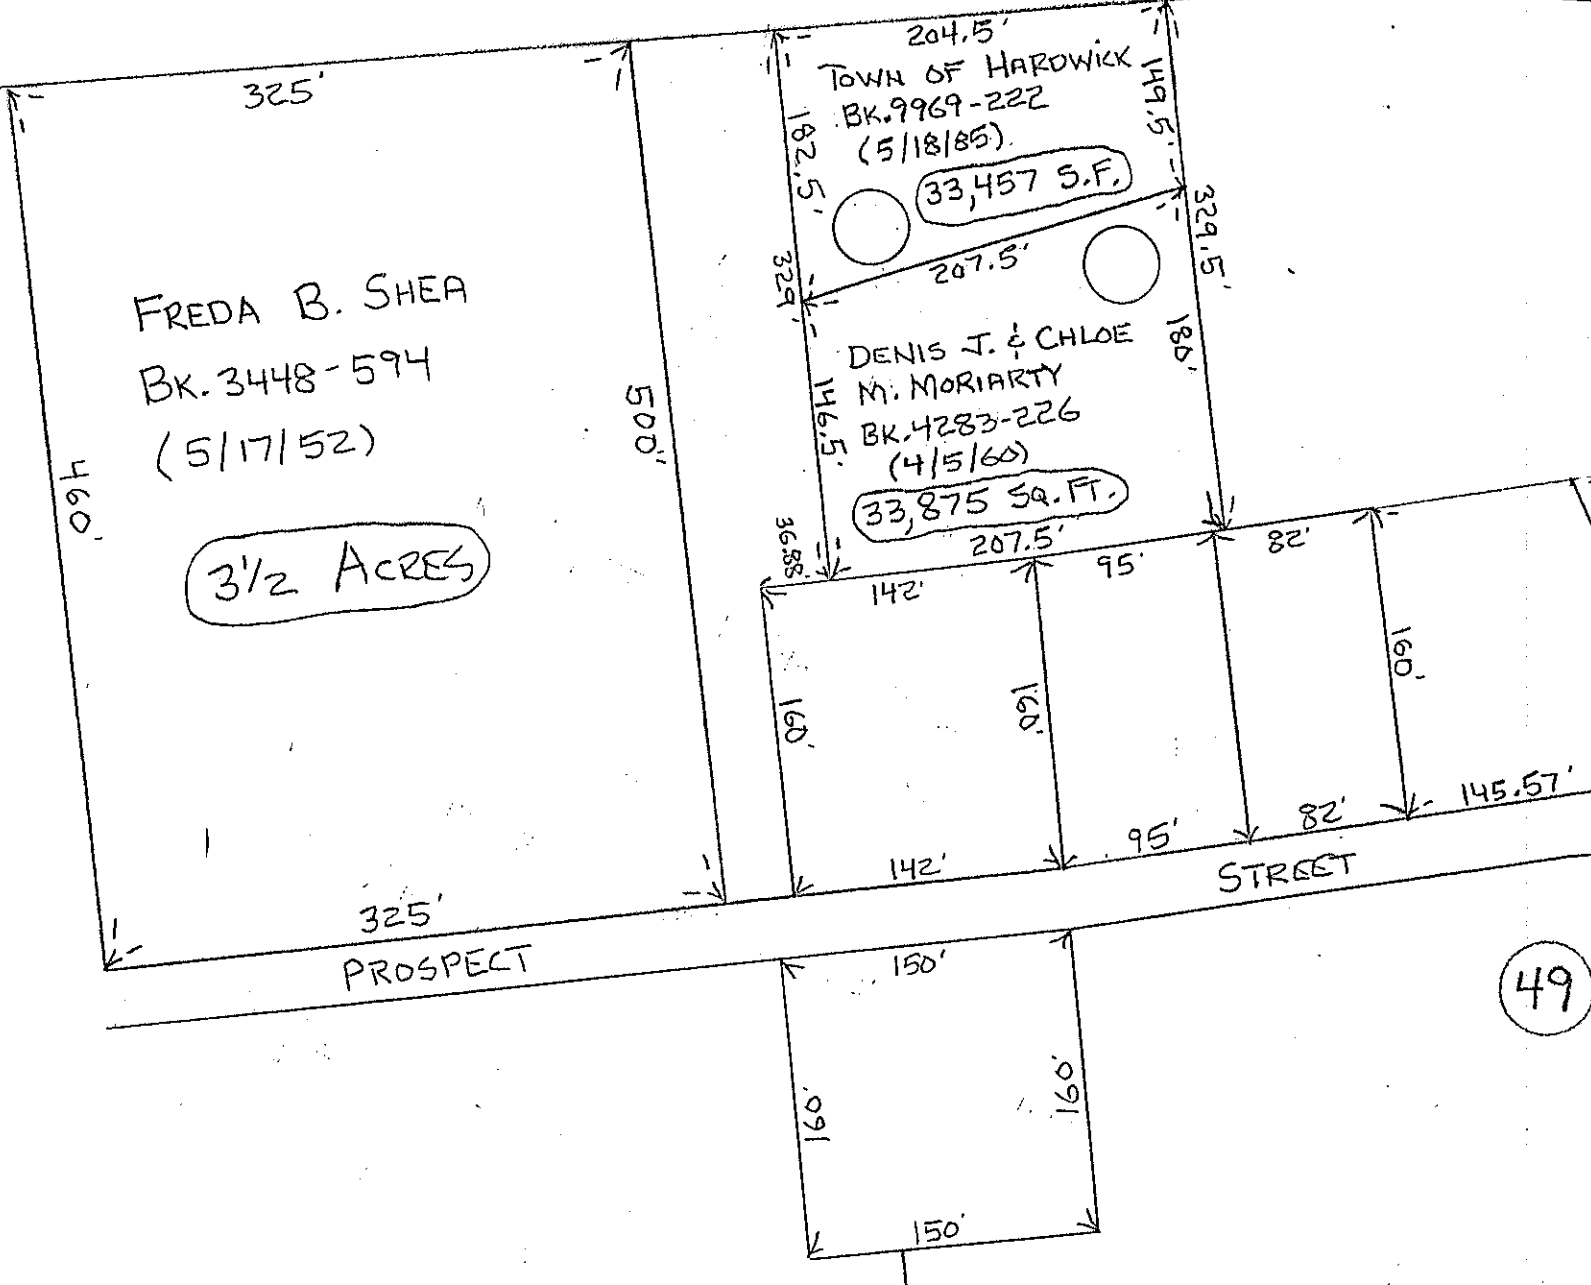 325'
460'
500'
FREDA B. SHEA
BK. 3448-594
(5/17/52)
3 1/2 ACRES
325'
204.5'
TOWN OF HARDWICK
BK. 9969-222
(5/18/85)
33,457 S.F.
182.5'
149.5'
329'
329.5'
207.5'
DENIS J. & CHLOE
M. MORIARTY
BK. 4283-226
(4/5/60)
33,875 SQ. FT.
146.5'
180'
207.5'
36.88'
142'
95'
82'
160'
160'
160'
142'
95'
82'
145.57'
PROSPECT STREET
150'
160'
160'
150'
49